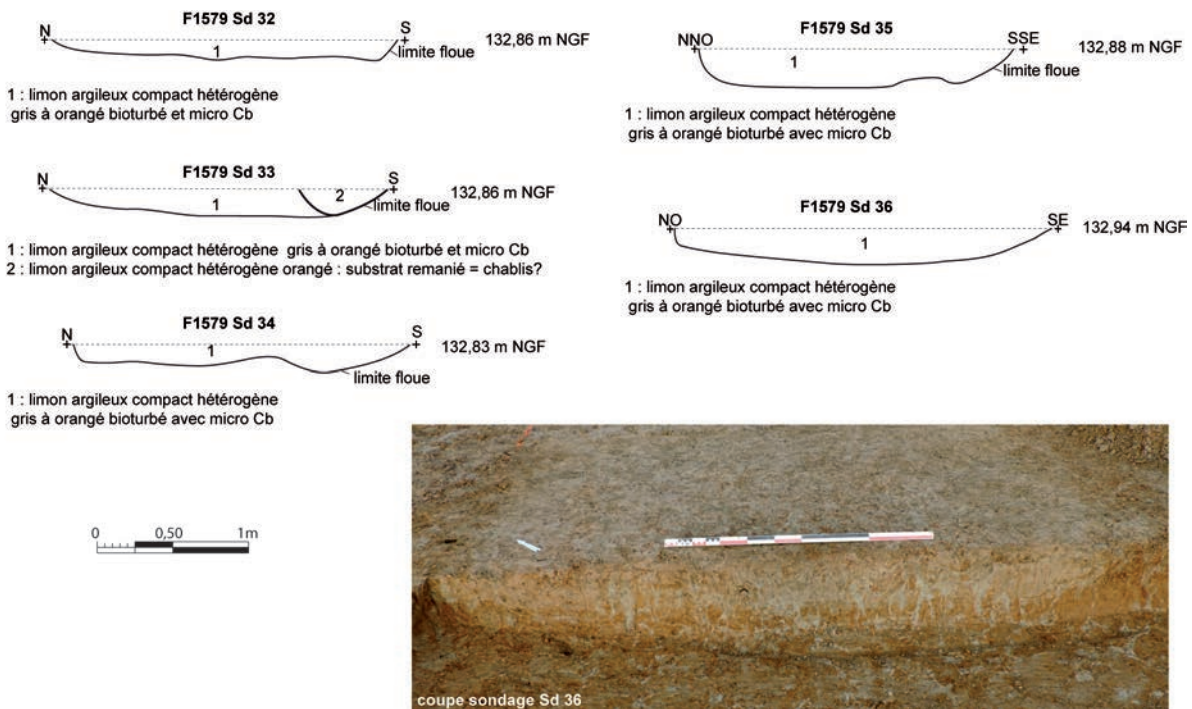 F1579 Sd 32
N
S
1
limite floue
132,86 m NGF
1 : limon argileux compact hétérogène
gris à orangé bioturbé et micro Cb
F1579 Sd 33
N
S
1
2
limite floue
132,86 m NGF
1 : limon argileux compact hétérogène gris à orangé bioturbé et micro Cb
2 : limon argileux compact hétérogène orangé : substrat remanié = chablis?
F1579 Sd 34
N
S
1
132,83 m NGF
limite floue
1 : limon argileux compact hétérogène
gris à orangé bioturbé avec micro Cb
F1579 Sd 35
NNO
SSE
132,88 m NGF
1
limite floue
1 : limon argileux compact hétérogène
gris à orangé bioturbé avec micro Cb
F1579 Sd 36
NO
SE
132,94 m NGF
1
1 : limon argileux compact hétérogène
gris à orangé bioturbé avec micro Cb
0 0,50 1m
coupe sondage Sd 36